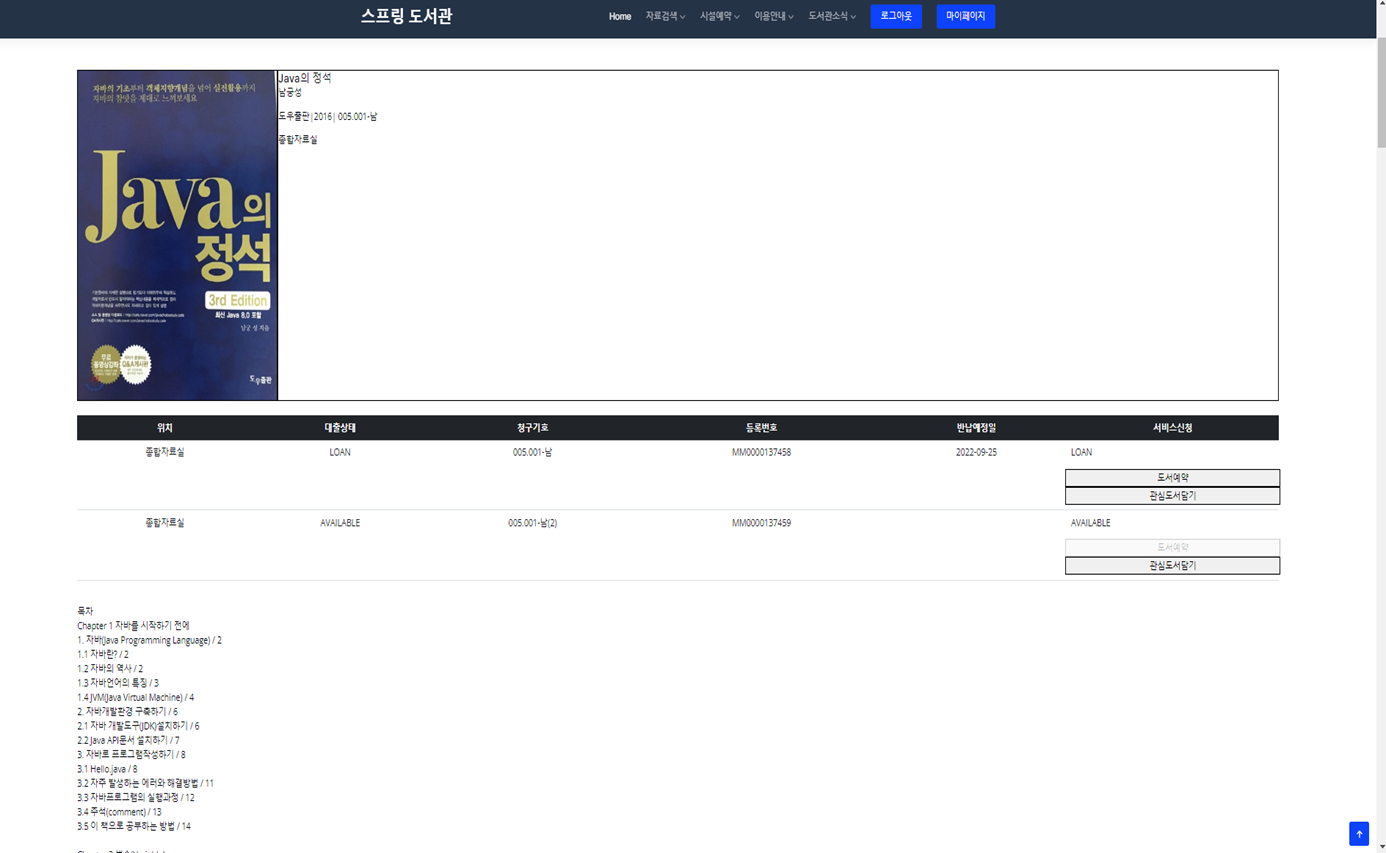 스프링 도서관
Home 자료검색 시설예약 이용안내 도서관소식 로그아웃 마이페이지
자바의 기초부터 객체지향개념을 넘어 실전활용까지
자바의 참맛을 제대로 느껴보세요
Java의
정석
3rd Edition
최신 Java 8.0 포함
남궁 성 지음
무료
동영상강좌
Q&A게시판
도우출판
Java의 정석
남궁성
도우출판|2016| 005.001-남
종합자료실
위치 대출상태 청구기호 등록번호 반납예정일 서비스신청
종합자료실 LOAN 005.001-남 MM0000137458 2022-09-25 LOAN
도서예약
관심도서담기
종합자료실 AVAILABLE 005.001-남(2) MM0000137459 AVAILABLE
도서예약
관심도서담기
목차
Chapter 1 자바를 시작하기 전에
1. 자바(Java Programming Language) / 2
1.1 자바란? / 2
1.2 자바의 역사 / 2
1.3 자바언어의 특징 / 3
1.4 JVM(Java Virtual Machine) / 4
2. 자바개발환경 구축하기 / 6
2.1 자바 개발도구(JDK)설치하기 / 6
2.2 Java API문서 설치하기 / 7
3. 자바로 프로그램작성하기 / 8
3.1 Hello.java / 8
3.2 자주 발생하는 에러와 해결방법 / 11
3.3 자바프로그램의 실행과정 / 12
3.4 주석(comment) / 13
3.5 이 책으로 공부하는 방법 / 14